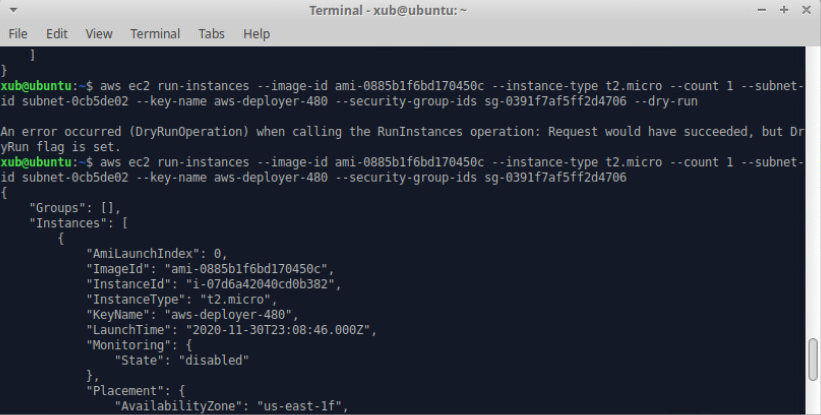 Terminal - xub@ubuntu: ~
File Edit View Terminal Tabs Help
]
}
xub@ubuntu:~$ aws ec2 run-instances --image-id ami-0885b1f6bd170450c --instance-type t2.micro --count 1 --subnet-
id subnet-0cb5de02 --key-name aws-deployer-480 --security-group-ids sg-0391f7af5ff2d4706 --dry-run
An error occurred (DryRunOperation) when calling the RunInstances operation: Request would have succeeded, but Dr
yRun flag is set.
xub@ubuntu:~$ aws ec2 run-instances --image-id ami-0885b1f6bd170450c --instance-type t2.micro --count 1 --subnet-
id subnet-0cb5de02 --key-name aws-deployer-480 --security-group-ids sg-0391f7af5ff2d4706
{
"Groups": [],
"Instances": [
{
"AmiLaunchIndex": 0,
"ImageId": "ami-0885b1f6bd170450c",
"InstanceId": "i-07d6a42040cd0b382",
"InstanceType": "t2.micro",
"KeyName": "aws-deployer-480",
"LaunchTime": "2020-11-30T23:08:46.000Z",
"Monitoring": {
"State": "disabled"
},
"Placement": {
"AvailabilityZone": "us-east-1f",